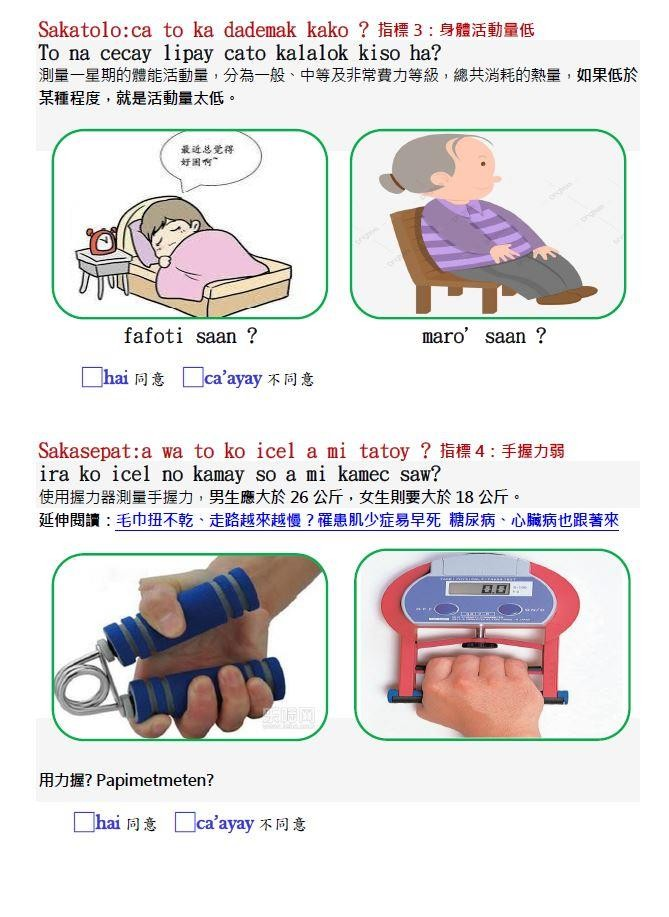 Sakatolo:ca to ka dademak kako ? 指標 3：身體活動量低
To na cecay lipay cato kalalok kiso ha?
測量一星期的體能活動量，分為一般、中等及非常費力等級，總共消耗的熱量，如果低於
某種程度，就是活動量太低。
最近总觉得
好困啊~
fafoti saan ?
maro' saan ?
hai 同意 ca'ayay 不同意
Sakasepat:a wa to ko icel a mi tatoy ? 指標 4：手握力弱
ira ko icel no kamay so a mi kamec saw?
使用握力器測量手握力，男生應大於 26 公斤，女生則要大於 18 公斤。
延伸閱讀：毛巾扭不乾、走路越來越慢？罹患肌少症易早死 糖尿病、心臟病也跟著來
0.0
OFF
ON/C
用力握? Papimetmeten?
hai 同意 ca'ayay 不同意